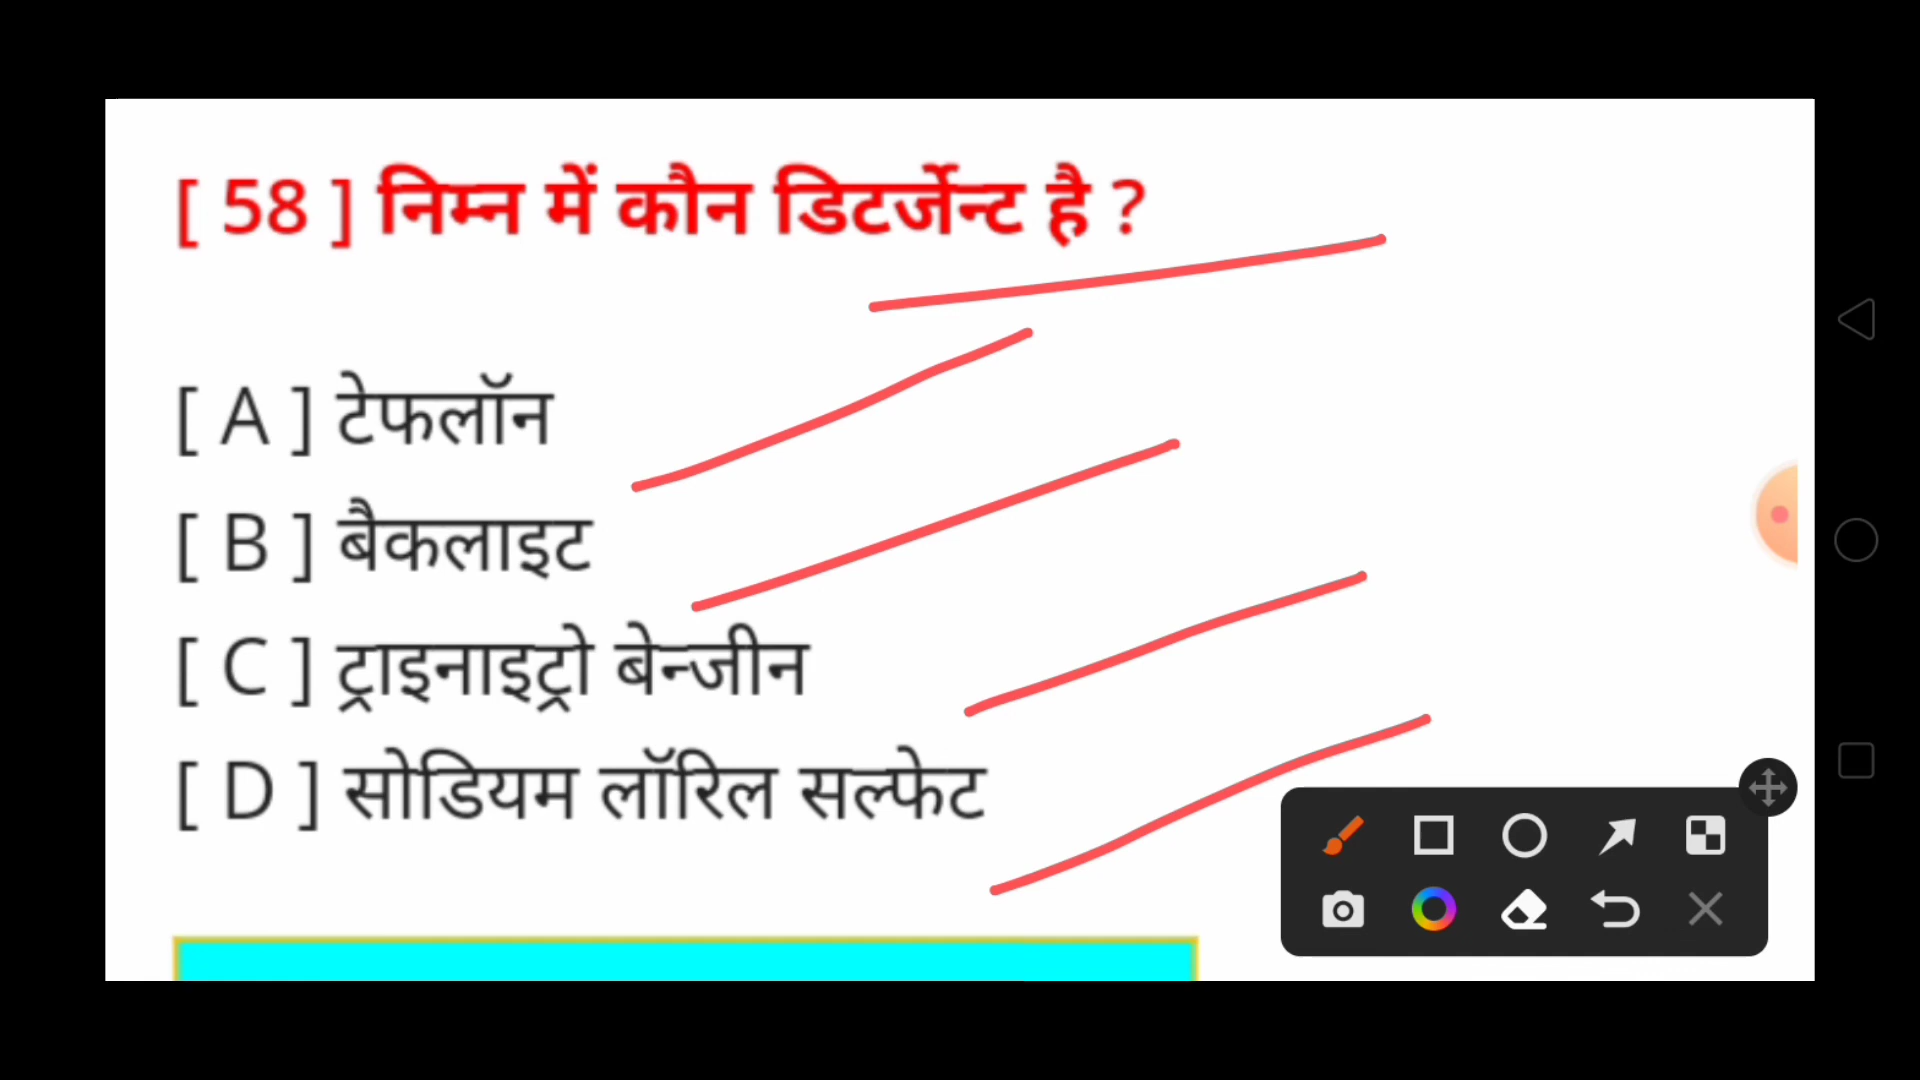 [ 58 ] निम्न में कौन डिटर्जेन्ट है ?
[ A ] टेफलॉन
[ B ] बैकलाइट
[ C ] ट्राइनाइट्रो बेन्जीन
[ D ] सोडियम लॉरिल सल्फेट